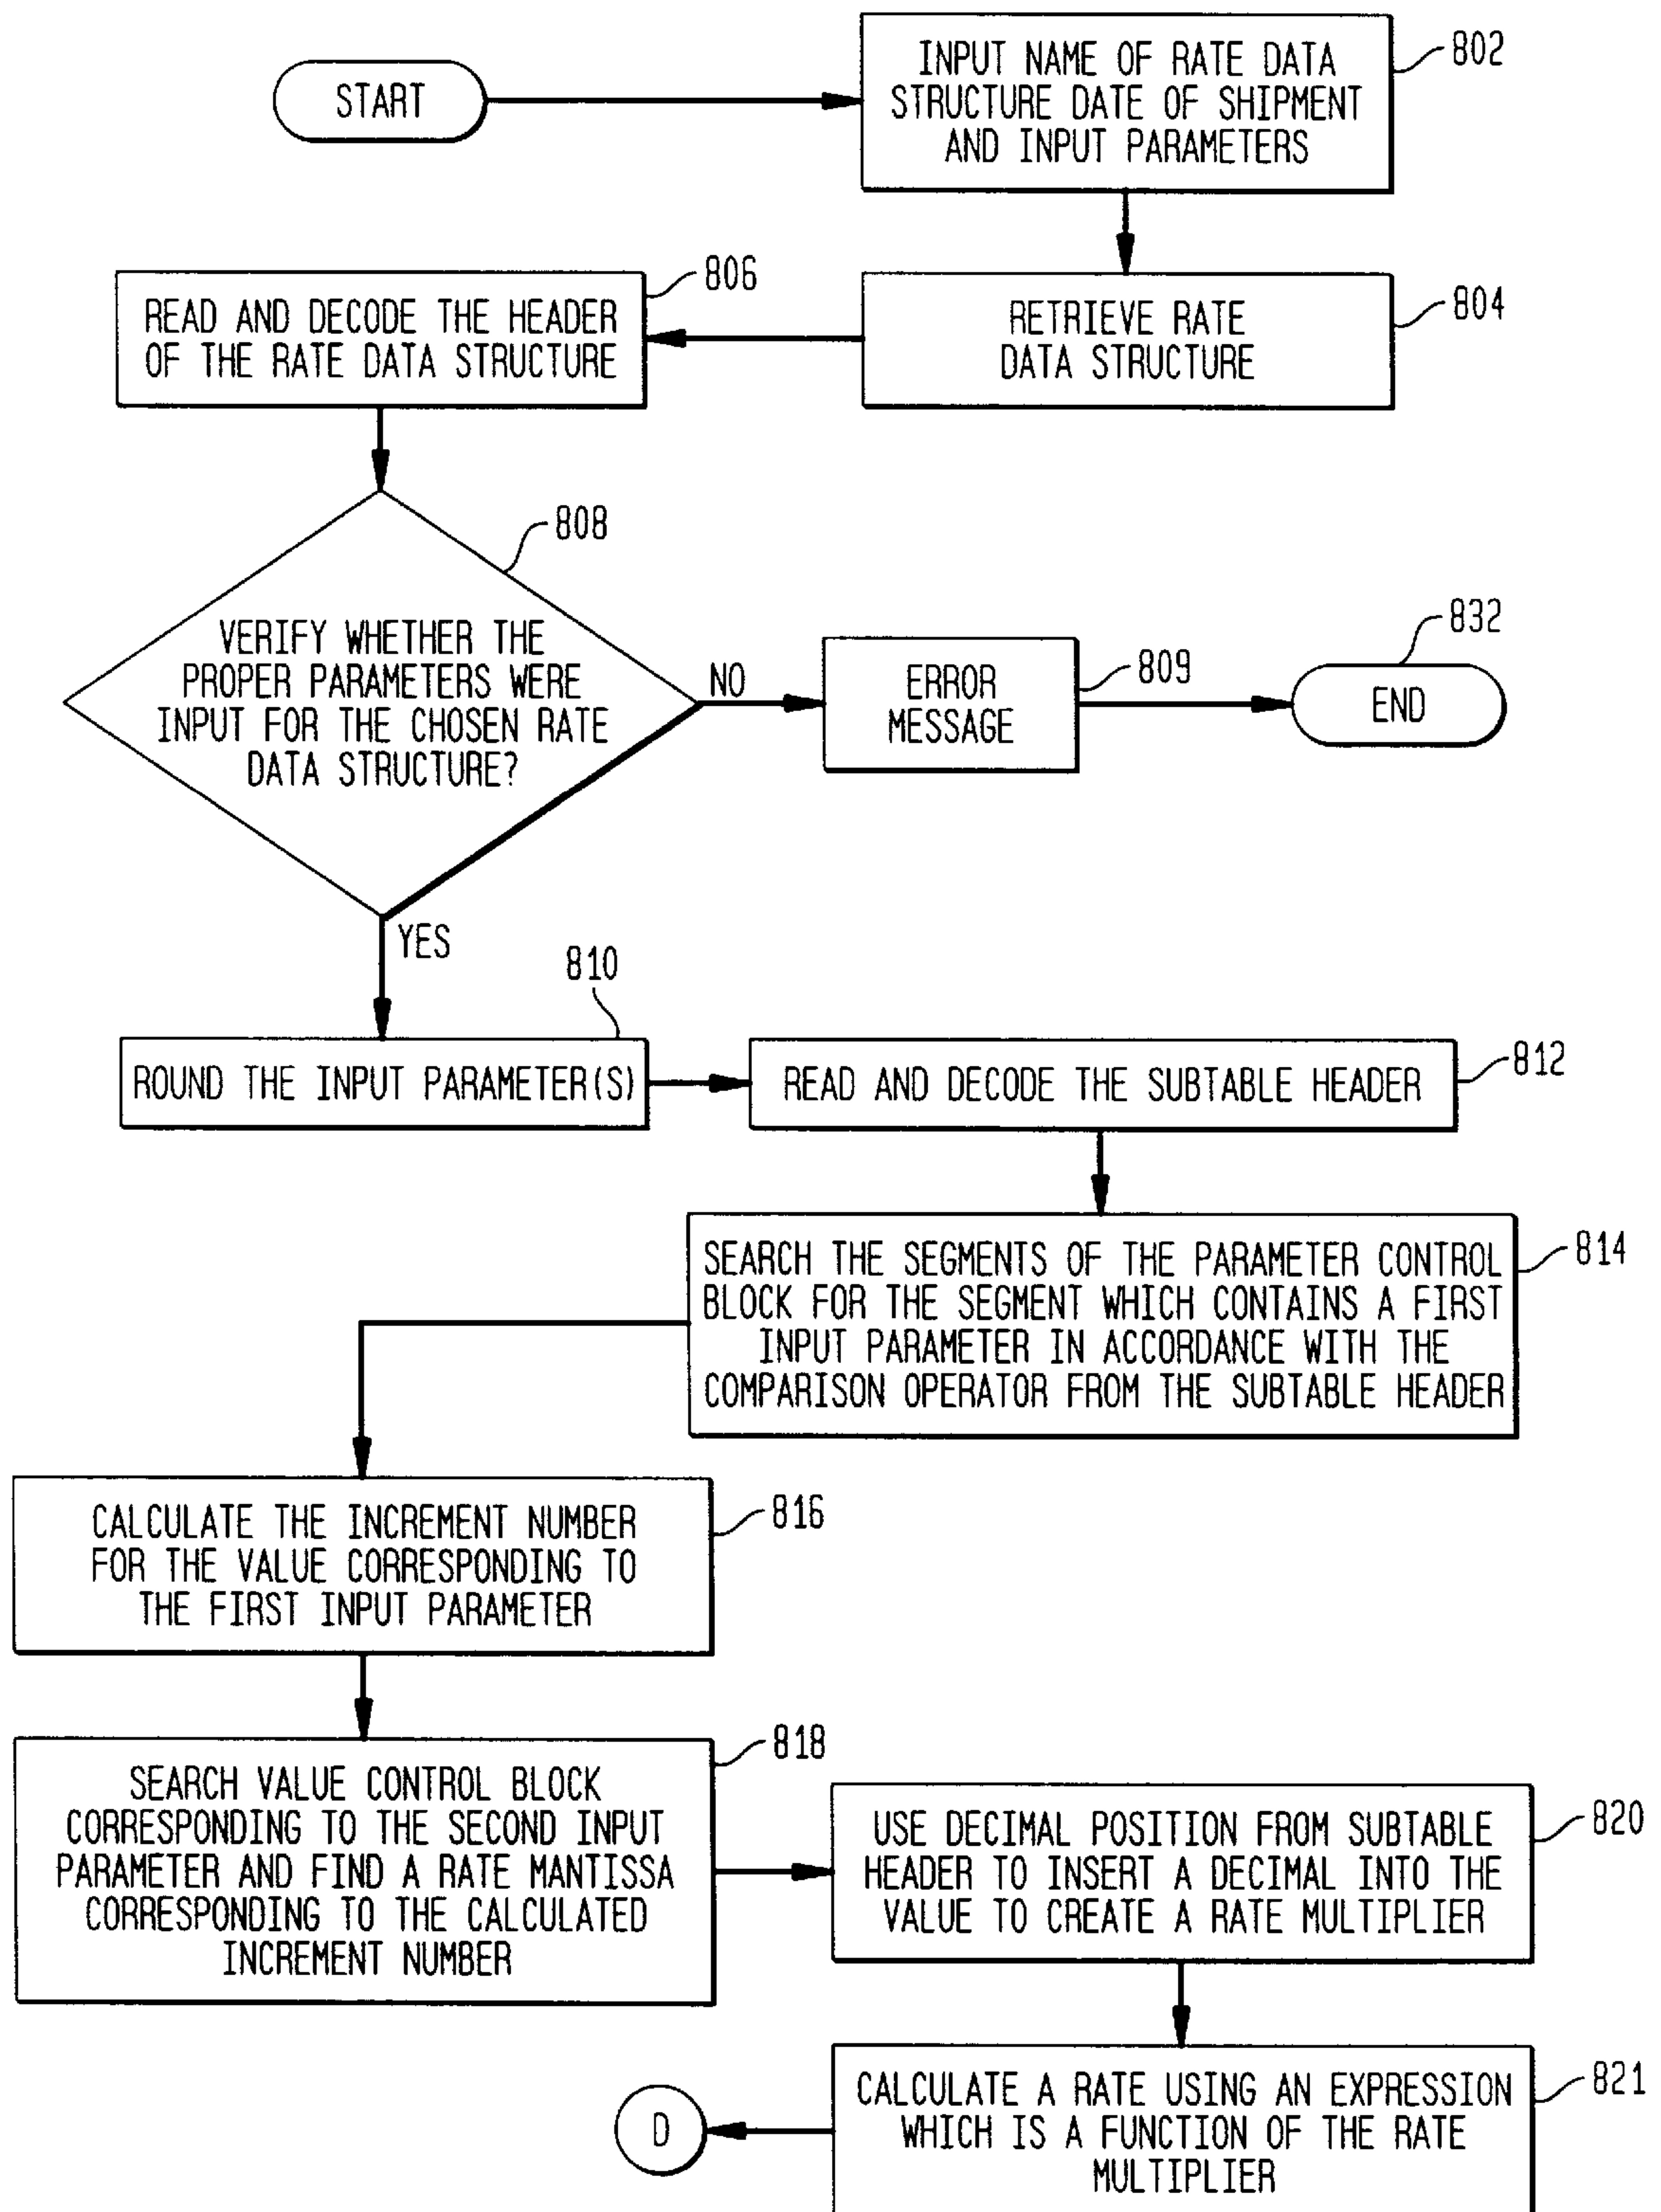 START
INPUT NAME OF RATE DATA
STRUCTURE DATE OF SHIPMENT
AND INPUT PARAMETERS
802
RETRIEVE RATE
DATA STRUCTURE
804
READ AND DECODE THE HEADER
OF THE RATE DATA STRUCTURE
806
VERIFY WHETHER THE
PROPER PARAMETERS WERE
INPUT FOR THE CHOSEN RATE
DATA STRUCTURE?
808
NO
ERROR
MESSAGE
809
END
832
YES
ROUND THE INPUT PARAMETER(S)
810
READ AND DECODE THE SUBTABLE HEADER
812
SEARCH THE SEGMENTS OF THE PARAMETER CONTROL
BLOCK FOR THE SEGMENT WHICH CONTAINS A FIRST
INPUT PARAMETER IN ACCORDANCE WITH THE
COMPARISON OPERATOR FROM THE SUBTABLE HEADER
814
CALCULATE THE INCREMENT NUMBER
FOR THE VALUE CORRESPONDING TO
THE FIRST INPUT PARAMETER
816
SEARCH VALUE CONTROL BLOCK
CORRESPONDING TO THE SECOND INPUT
PARAMETER AND FIND A RATE MANTISSA
CORRESPONDING TO THE CALCULATED
INCREMENT NUMBER
818
USE DECIMAL POSITION FROM SUBTABLE
HEADER TO INSERT A DECIMAL INTO THE
VALUE TO CREATE A RATE MULTIPLIER
820
CALCULATE A RATE USING AN EXPRESSION
WHICH IS A FUNCTION OF THE RATE
MULTIPLIER
821
D